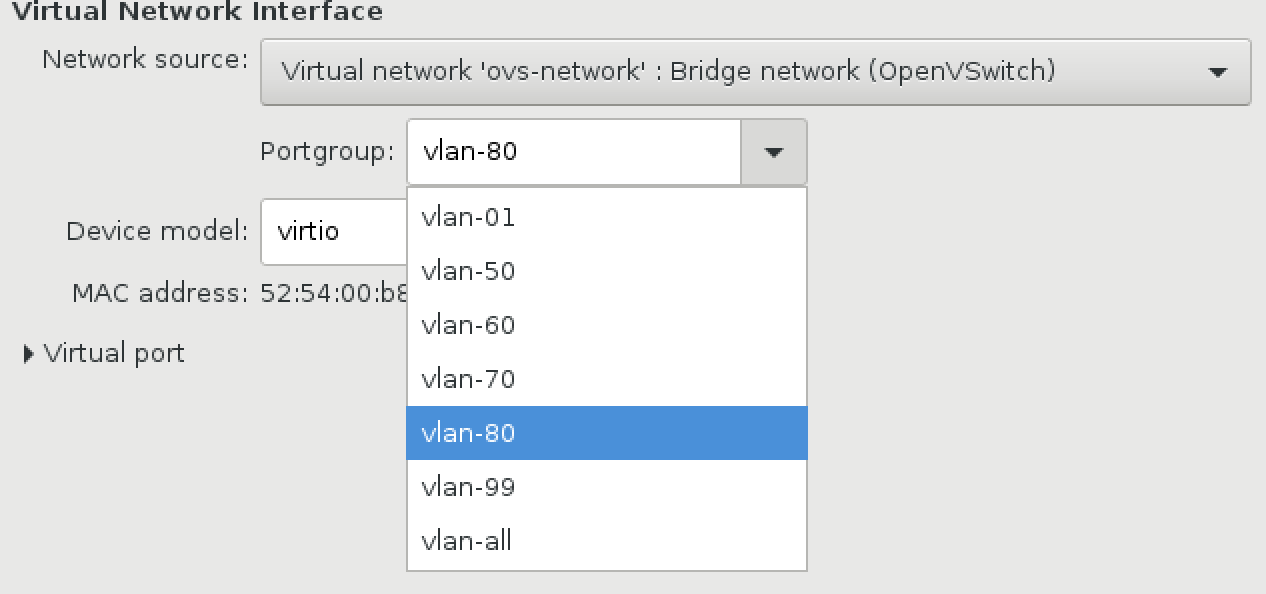 Virtual Network Interface
Network source: Virtual network 'ovs-network' : Bridge network (OpenVSwitch)
Portgroup: vlan-80
Device model: virtio
MAC address: 52:54:00:b8
Virtual port
vlan-01
vlan-50
vlan-60
vlan-70
vlan-80
vlan-99
vlan-all